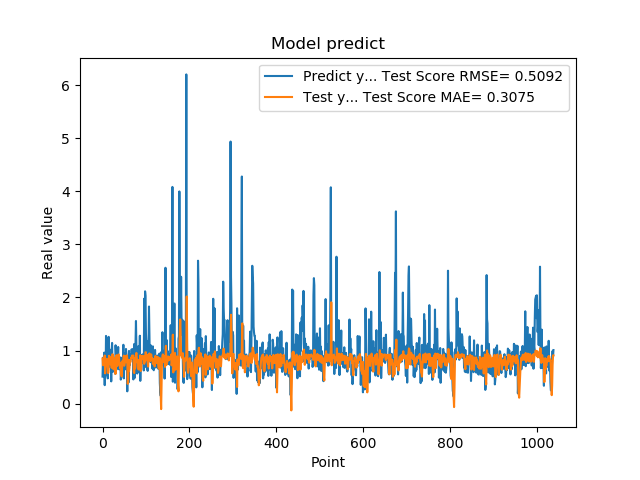 Model predict
Predict y... Test Score RMSE= 0.5092
Test y... Test Score MAE= 0.3075
Real value
6
5
4
3
2
1
0
0 200 400 600 800 1000
Point